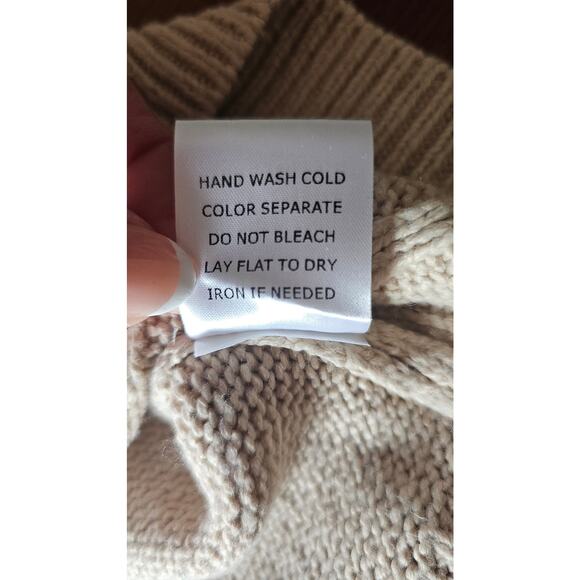 HAND WASH COLD
COLOR SEPARATE
DO NOT BLEACH
LAY FLAT TO DRY
IRON IF NEEDED